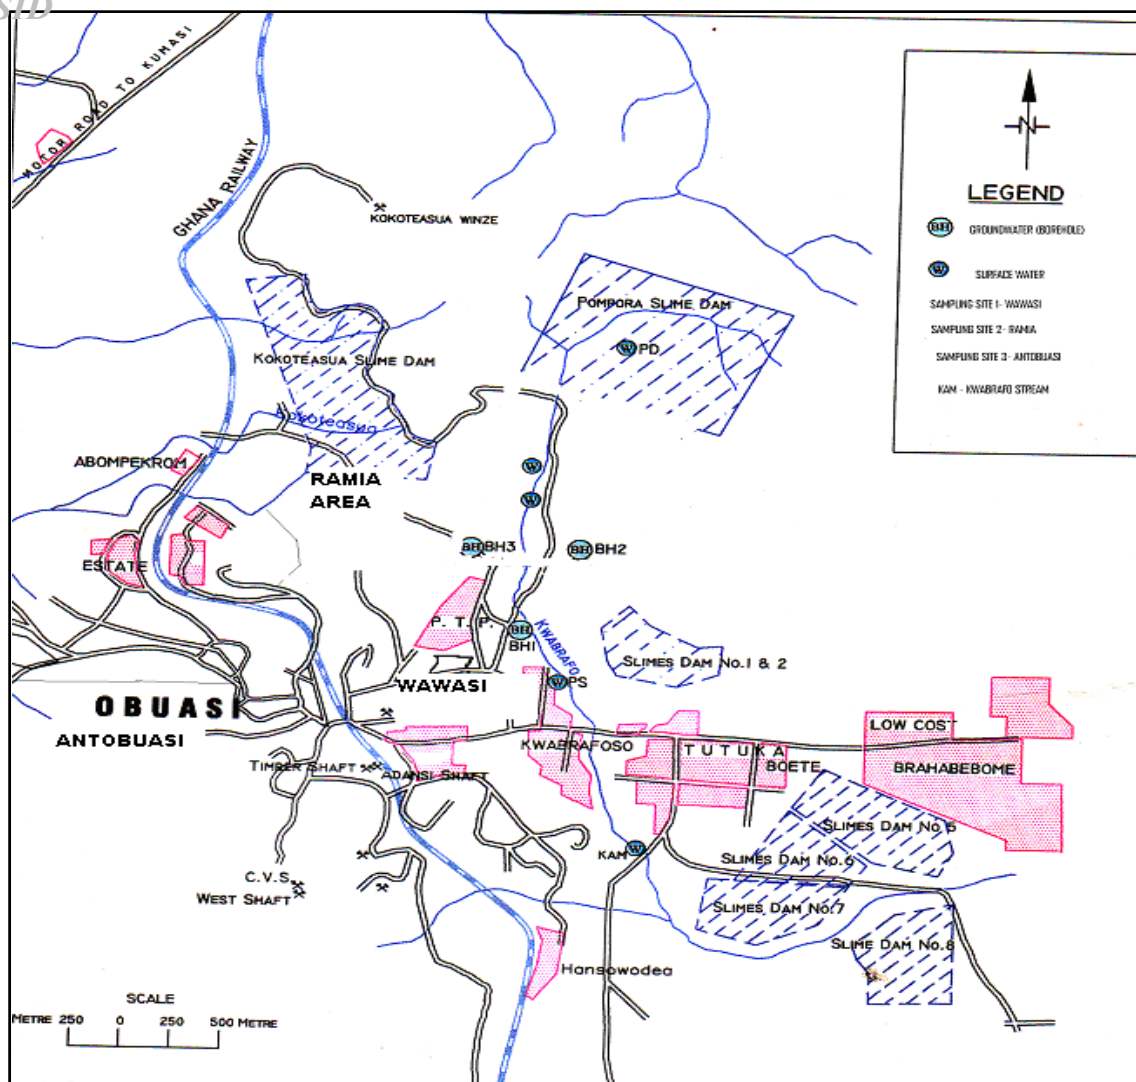 MOTOR ROAD TO KUMASI
GHANA RAILWAY
KOKOTEASUA WINZE
N
LEGEND
BH GROUNDWATER (BOREHOLE)
W SURFACE WATER
SAMPLING SITE 1- WAWASI
SAMPLING SITE 2- RAMIA
SAMPLING SITE 3- ANTOBUASI
KAM - KWABRAFO STREAM
POMPORA SLIME DAM
W PD
KOKOTEASUA SLIME DAM
Kokoteasua
ABOMPEKROM
RAMIA
AREA
W
W
BH BH3
BH BH2
ESTATE
P. T. P.
BH
BH1
KWABRAFO
SLIMES DAM No.1 & 2
WAWASI
W PS
OBUASI
ANTOBUASI
LOW COST
KWABRAFOSO
TUTUKA
BOETE
BRAHABEBOME
TIMBER SHAFT
ADANSI SHAFT
SLIMES DAM No.5
KAM W
SLIMES DAM No.6
C.V.S.
WEST SHAFT
SLIMES DAM No.7
SLIME DAM No.8
Hansowodea
SCALE
METRE 250 0 250 500 METRE